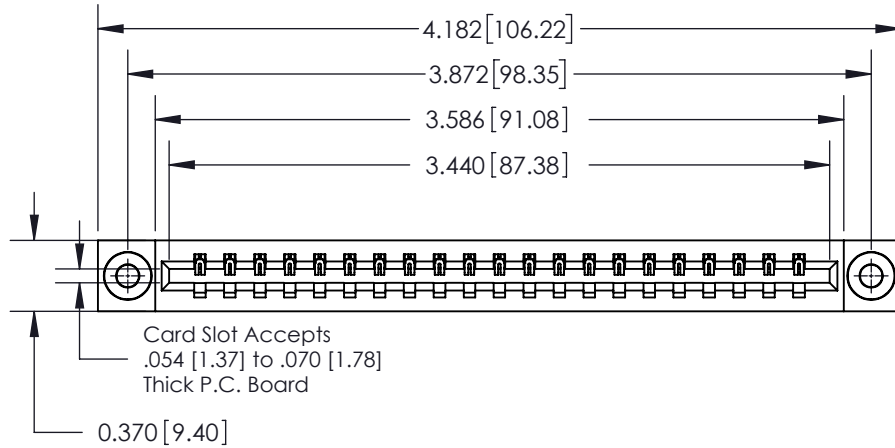 4.182[106.22]
3.872[98.35]
3.586 [91.08]
3.440 [87.38]
Card Slot Accepts
.054 [1.37] to .070 [1.78]
Thick P.C. Board
0.370 [9.40]